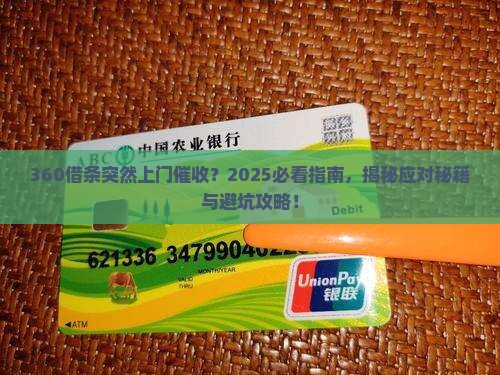 ABC 中国农业银行
360借条突然上门催收？2025必看指南，揭秘应对秘籍
与避坑攻略！
Debit
MONTH/YEAR
VALID
THRU
UnionPay
银联
◀ATM